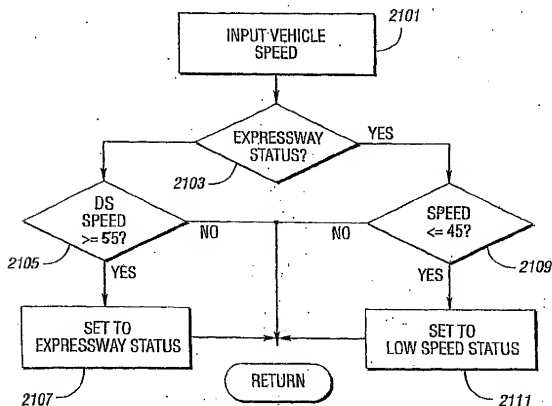 2101
INPUT VEHICLE
SPEED
EXPRESSWAY
STATUS?
YES
2103
DS
SPEED
>= 55?
NO
NO
SPEED
<= 45?
2105
YES
YES
2109
SET TO
EXPRESSWAY STATUS
SET TO
LOW SPEED STATUS
RETURN
2107
2111